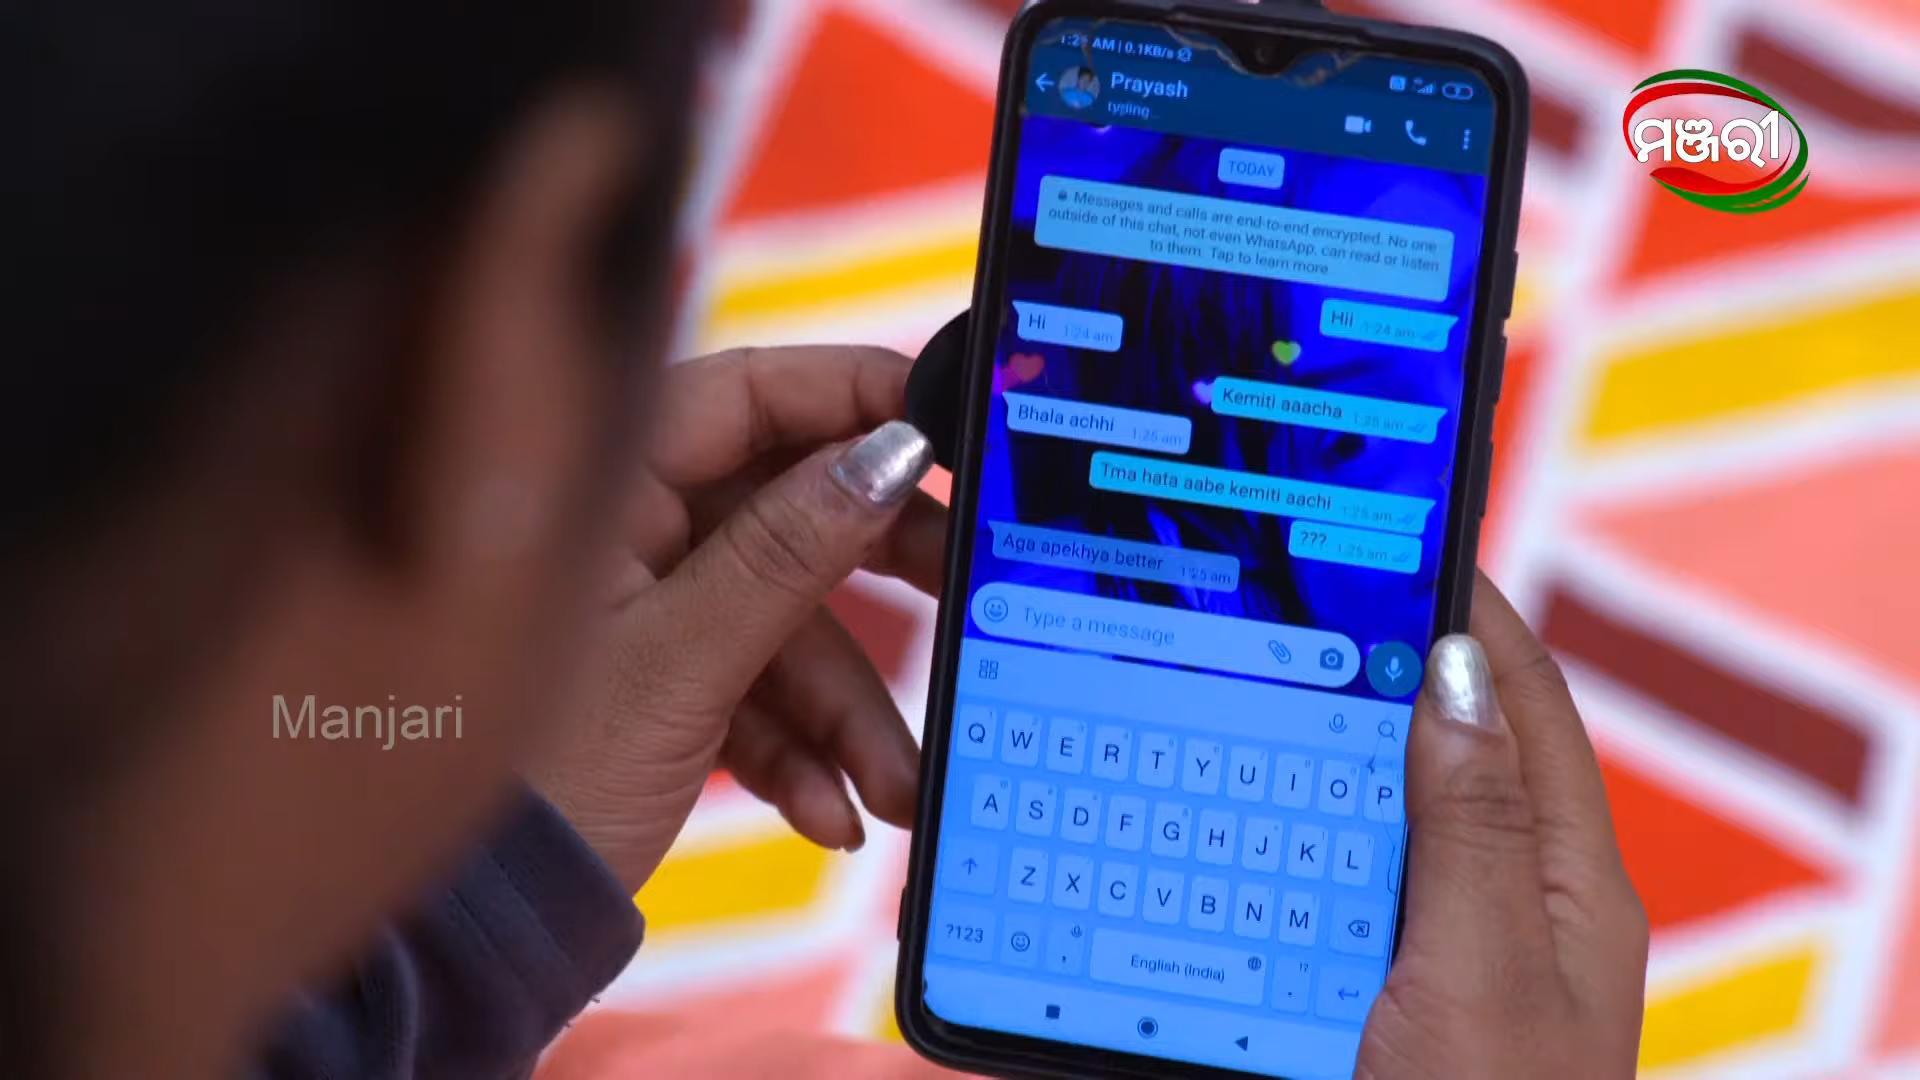 1:25 AM | 0.1KB/s
Prayash
typing...
ମଞ୍ଜରୀ
TODAY
Messages and calls are end-to-end encrypted. No one
outside of this chat, not even WhatsApp, can read or listen
to them. Tap to learn more.
Hi 1:24 am
Hii 1:24 am
Kemiti aaacha 1:25 am
Bhala achhi 1:25 am
Tma hata aabe kemiti aachi 1:25 am
??? 1:25 am
Aga apekhya better 1:25 am
Type a message
Manjari
Q W E R T Y U I O P
A S D F G H J K L
Z X C V B N M
?123 , English (India) .